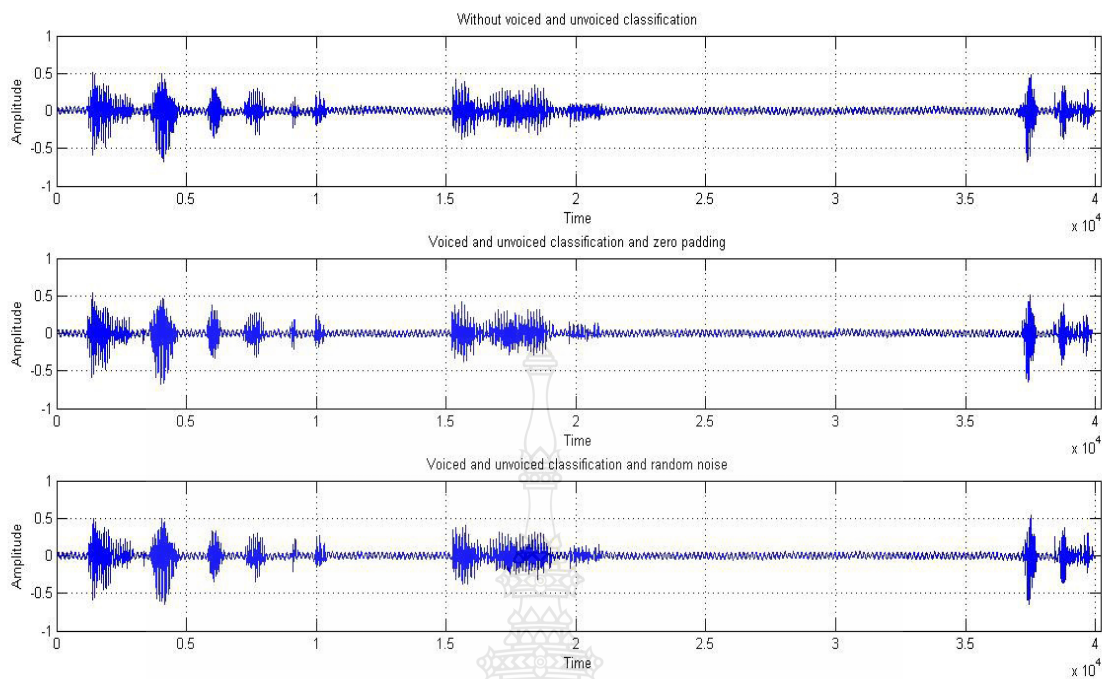 Without voiced and unvoiced classification
1
0.5
0
-0.5
-1
Amplitude
0 0.5 1 1.5 2 2.5 3 3.5 4
Time
x 10^4
Voiced and unvoiced classification and zero padding
1
0.5
0
-0.5
-1
Amplitude
0 0.5 1 1.5 2 2.5 3 3.5 4
Time
x 10^4
Voiced and unvoiced classification and random noise
1
0.5
0
-0.5
-1
Amplitude
0 0.5 1 1.5 2 2.5 3 3.5 4
Time
x 10^4